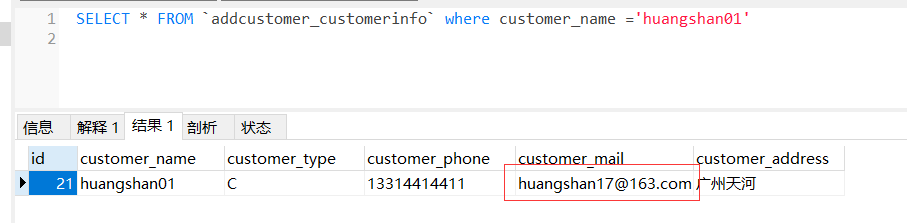 1 SELECT * FROM `addcustomer_customerinfo` where customer_name ='huangshan01'
2
信息 解释 1 结果 1 剖析 状态
id customer_name customer_type customer_phone customer_mail customer_address
21 huangshan01 C 13314414411 huangshan17@163.com 广州天河